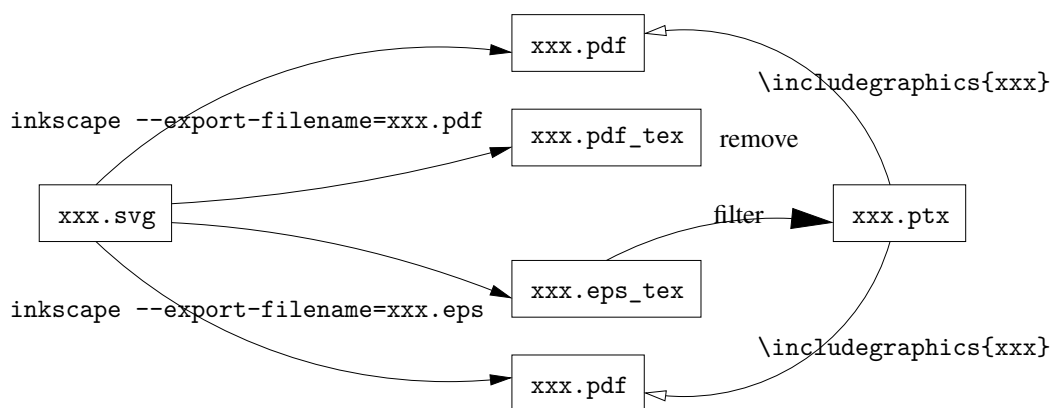 xxx.pdf
\includegraphics{xxx}
inkscape --export-filename=xxx.pdf
xxx.pdf_tex
remove
xxx.svg
filter
xxx.ptx
xxx.eps_tex
inkscape --export-filename=xxx.eps
\includegraphics{xxx}
xxx.pdf